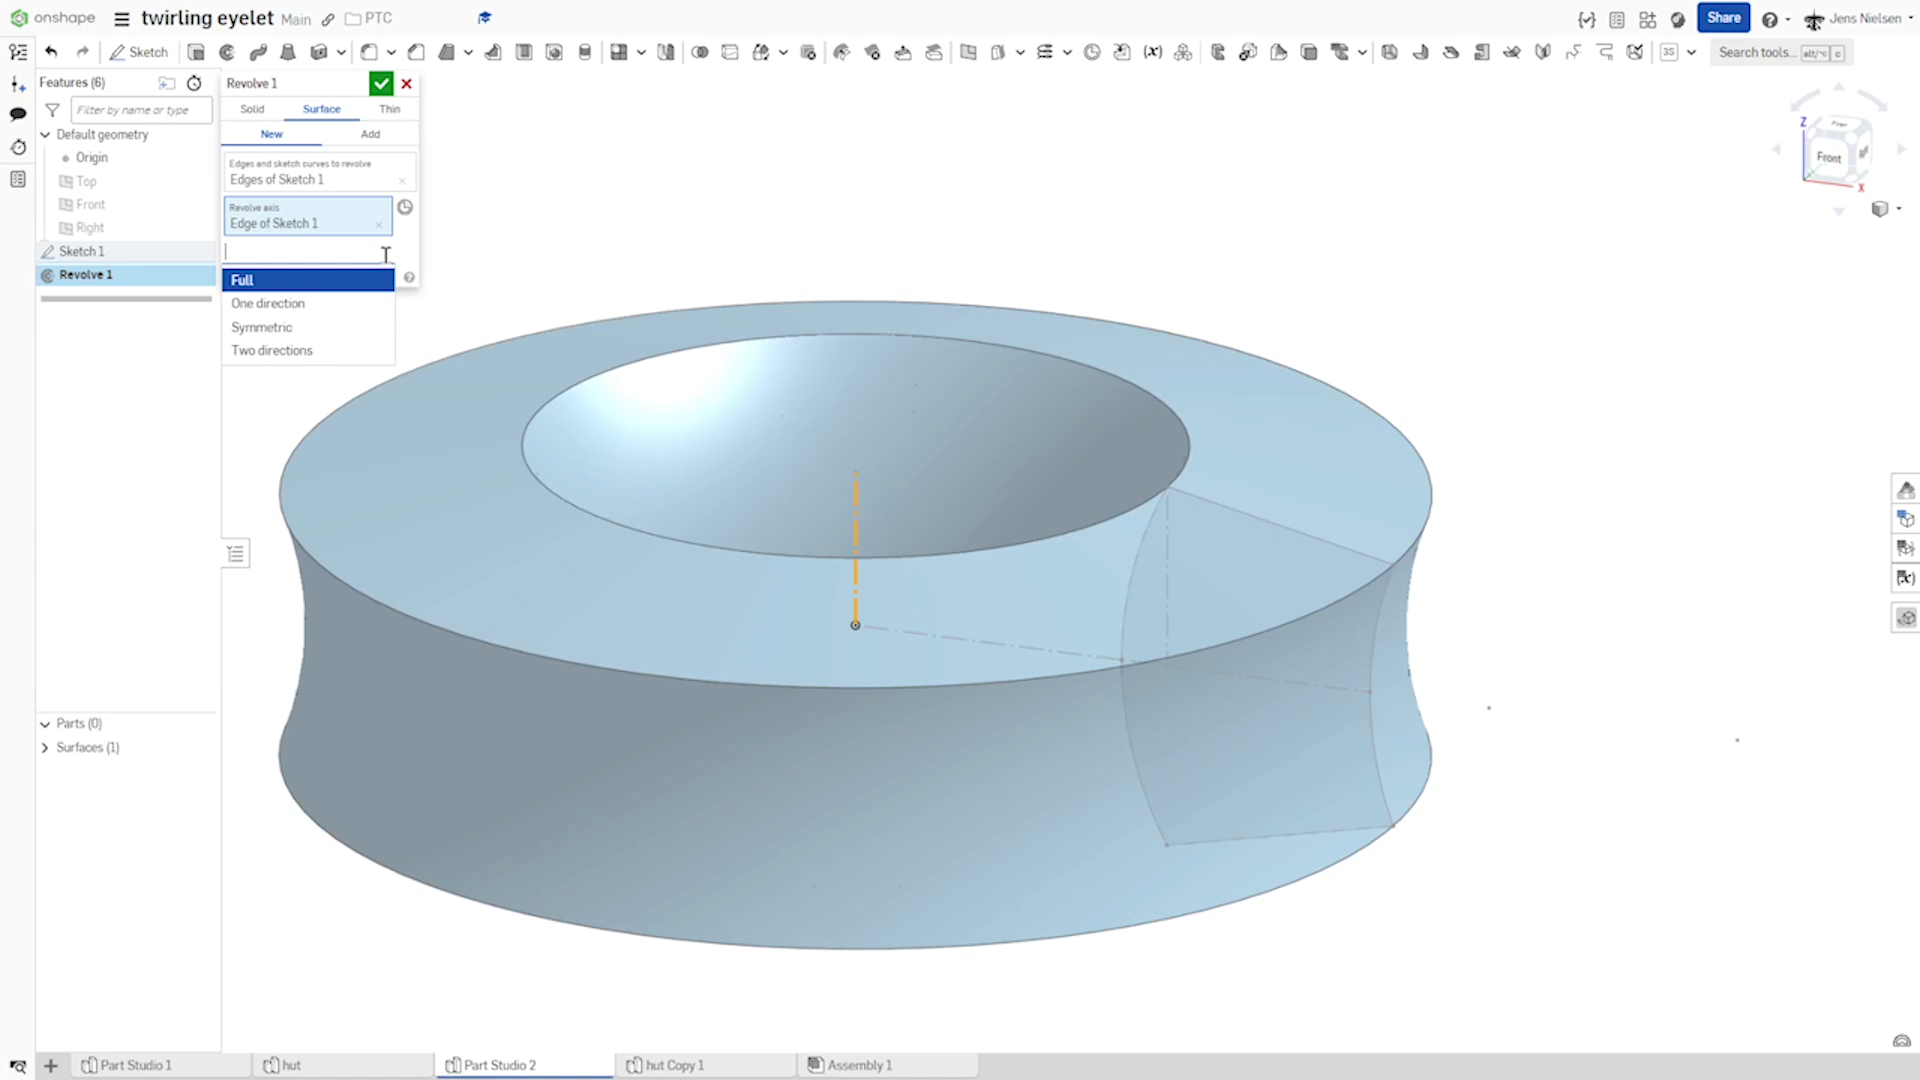 onshape
twirling eyelet Main PTC
Share
Jens Nielsen
Sketch
3S
Search tools... alt/⌥ c
Features (6)
Filter by name or type
Default geometry
Origin
Top
Front
Right
Sketch 1
Revolve 1
Revolve 1
Solid Surface Thin
New Add
Edges and sketch curves to revolve
Edges of Sketch 1
Revolve axis
Edge of Sketch 1
Full
One direction
Symmetric
Two directions
Z
Front
X
Parts (0)
Surfaces (1)
Part Studio 1
hut
Part Studio 2
hut Copy 1
Assembly 1